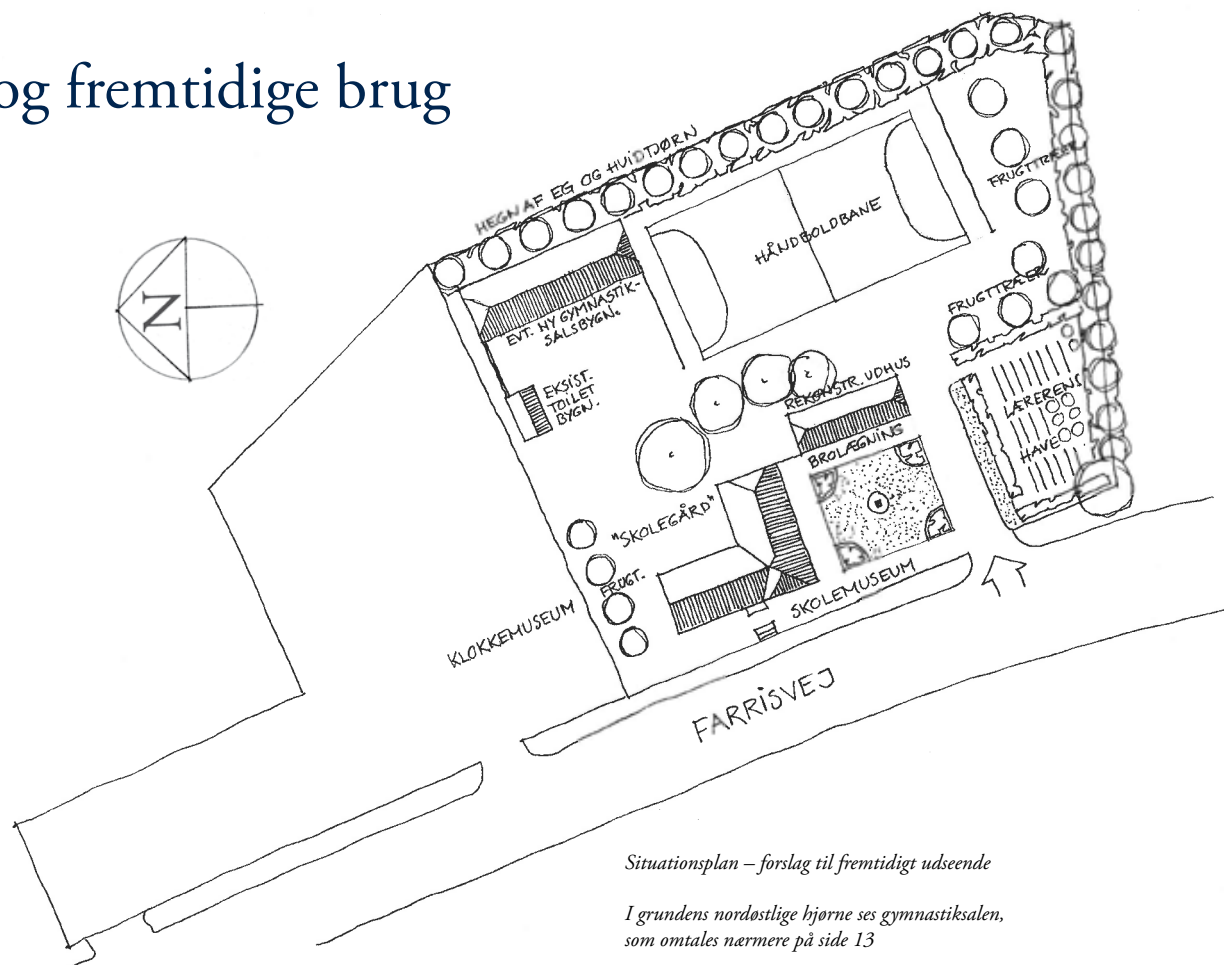 og fremtidige brug
HEGN AF EG OG HVIDTJØRN
FRUGTTRÆER
HÅNDBOLDBANE
N
EVT. NY GYMNASTIK-
SALSBYGN.
FRUGTTRÆER
EKSIST.
TOILET
BYGN.
REKONSTR. UDHUS
LÆRERENS
HAVE
BROLÆGNING
"SKOLEGÅRD"
FRUGT.
SKOLEMUSEUM
KLOKKEMUSEUM
FARRISVEJ
Situationsplan – forslag til fremtidigt udseende
I grundens nordøstlige hjørne ses gymnastiksalen,
som omtales nærmere på side 13